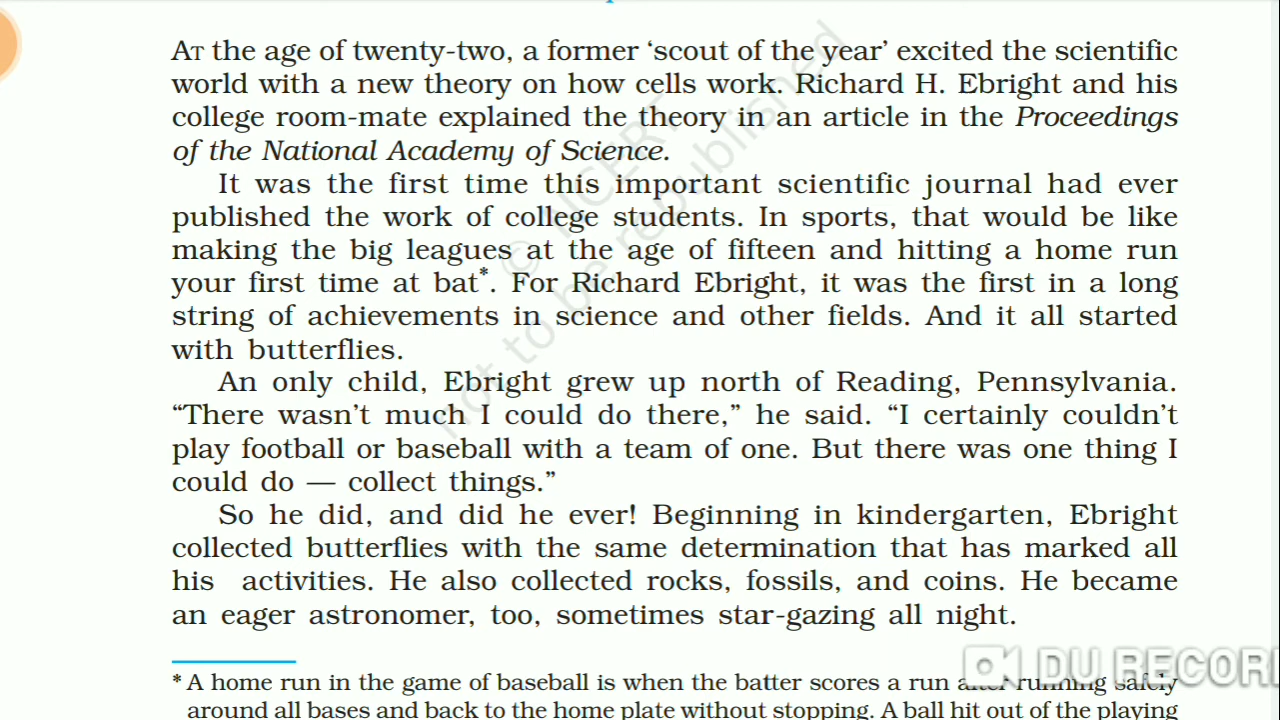 AT the age of twenty-two, a former ‘scout of the year’ excited the scientific
world with a new theory on how cells work. Richard H. Ebright and his
college room-mate explained the theory in an article in the Proceedings
of the National Academy of Science.
It was the first time this important scientific journal had ever
published the work of college students. In sports, that would be like
making the big leagues at the age of fifteen and hitting a home run
your first time at bat*. For Richard Ebright, it was the first in a long
string of achievements in science and other fields. And it all started
with butterflies.
An only child, Ebright grew up north of Reading, Pennsylvania.
“There wasn’t much I could do there,” he said. “I certainly couldn’t
play football or baseball with a team of one. But there was one thing I
could do — collect things.”
So he did, and did he ever! Beginning in kindergarten, Ebright
collected butterflies with the same determination that has marked all
his activities. He also collected rocks, fossils, and coins. He became
an eager astronomer, too, sometimes star-gazing all night.
* A home run in the game of baseball is when the batter scores a run after running safely
around all bases and back to the home plate without stopping. A ball hit out of the playing
© NCERT
not to be republished
DU RECOR